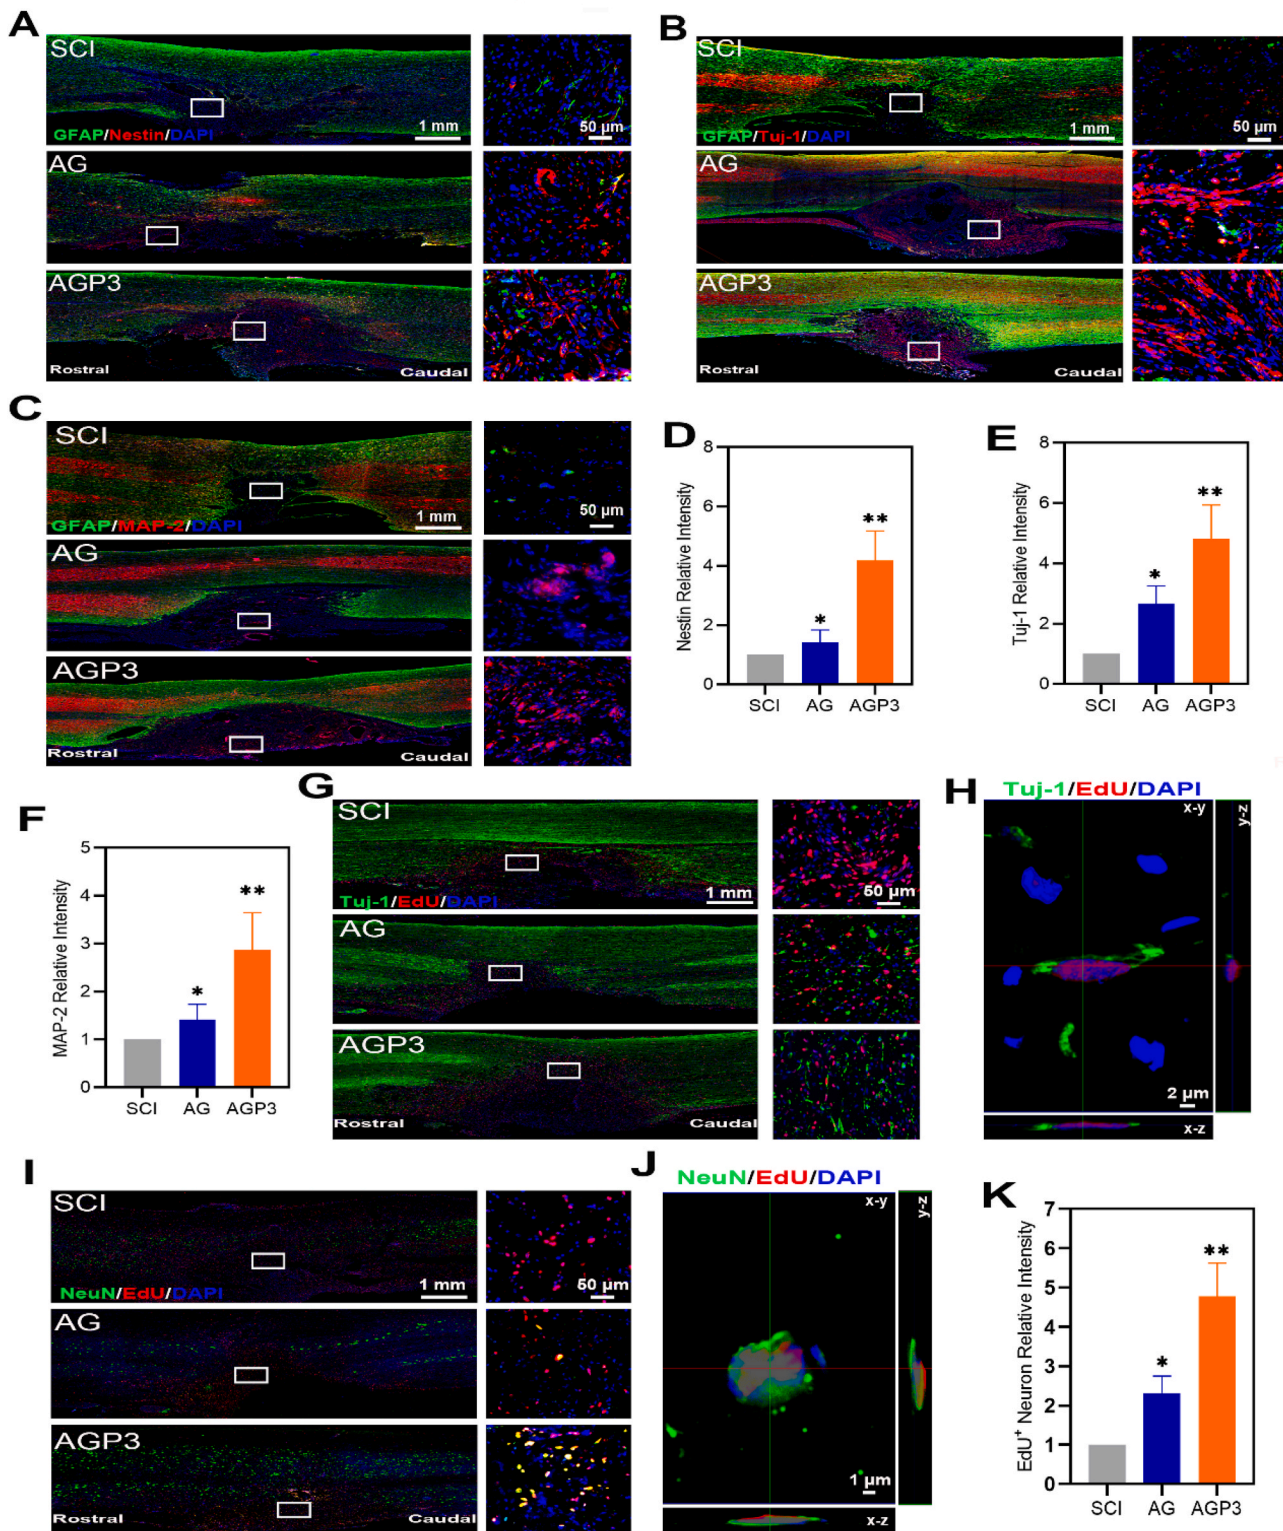 A
SCI
GFAP/Nestin/DAPI
1 mm
50 µm
AG
AGP3
Rostral
Caudal
B
SCI
GFAP/Tuj-1/DAPI
1 mm
50 µm
AG
AGP3
Rostral
Caudal
C
SCI
GFAP/MAP-2/DAPI
1 mm
50 µm
AG
AGP3
Rostral
Caudal
D
Nestin Relative Intensity
8
6
4
2
0
SCI AG AGP3
*
**
E
Tuj-1 Relative Intensity
8
6
4
2
0
SCI AG AGP3
*
**
F
MAP-2 Relative Intensity
5
4
3
2
1
0
SCI AG AGP3
*
**
G
SCI
Tuj-1/EdU/DAPI
1 mm
50 µm
AG
AGP3
Rostral
Caudal
H
Tuj-1/EdU/DAPI
x-y
y-z
2 µm
x-z
I
SCI
NeuN/EdU/DAPI
1 mm
50 µm
AG
AGP3
Rostral
Caudal
J
NeuN/EdU/DAPI
x-y
y-z
1 µm
x-z
K
EdU⁺ Neuron Relative Intensity
7
6
5
4
3
2
1
0
SCI AG AGP3
*
**